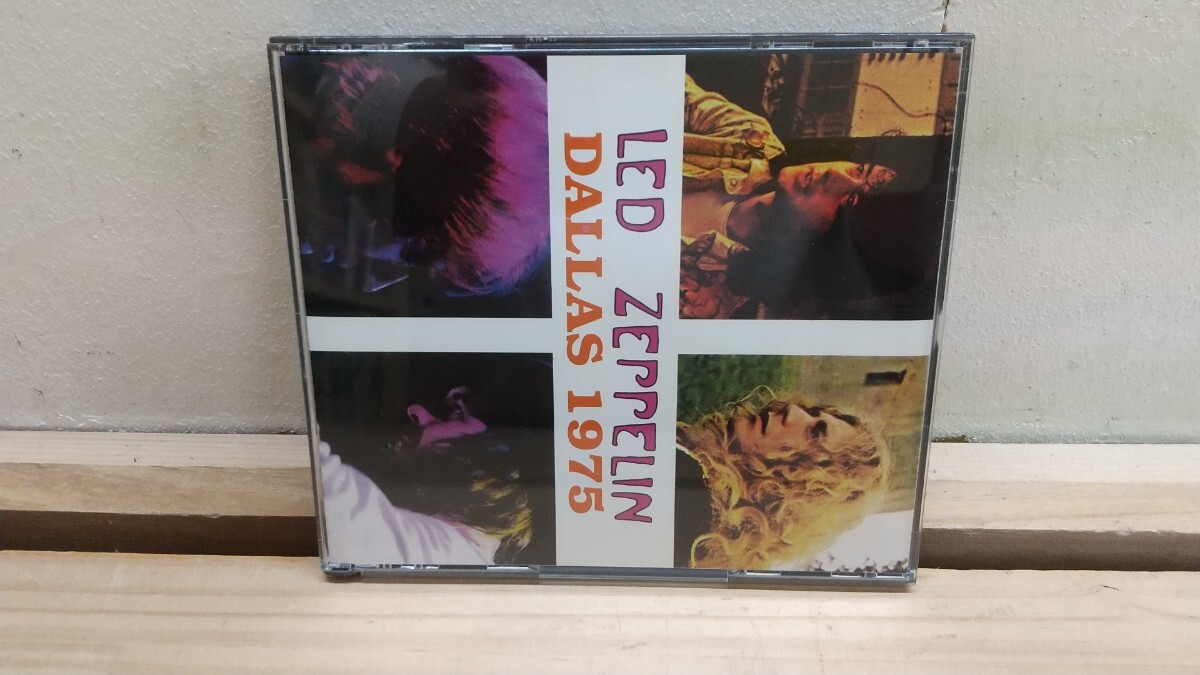 LED ZEPPELIN
DALLAS 1975